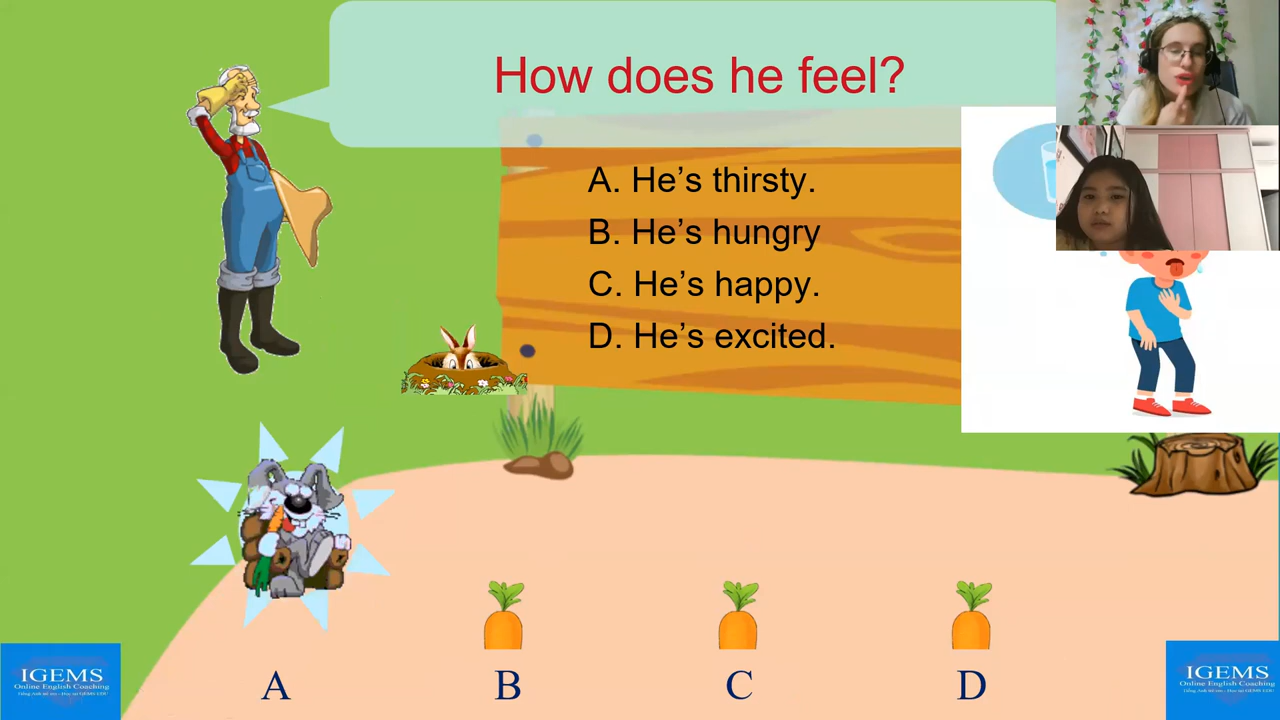 How does he feel?
A. He's thirsty.
B. He's hungry
C. He's happy.
D. He's excited.
A
B
C
D
IGEMS
Online English Coaching
IGEMS
Online English Coaching